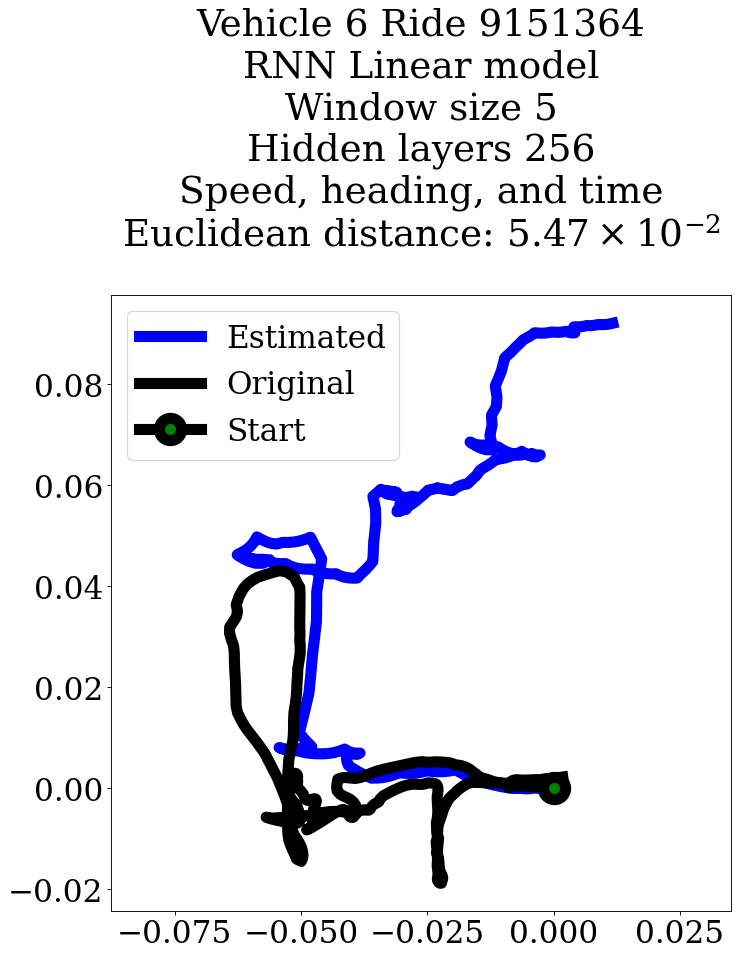 Vehicle 6 Ride 9151364
RNN Linear model
Window size 5
Hidden layers 256
Speed, heading, and time
Euclidean distance: 5.47 × 10⁻²
Estimated
Original
Start
0.08
0.06
0.04
0.02
0.00
−0.02
−0.075 −0.050 −0.025 0.000 0.025